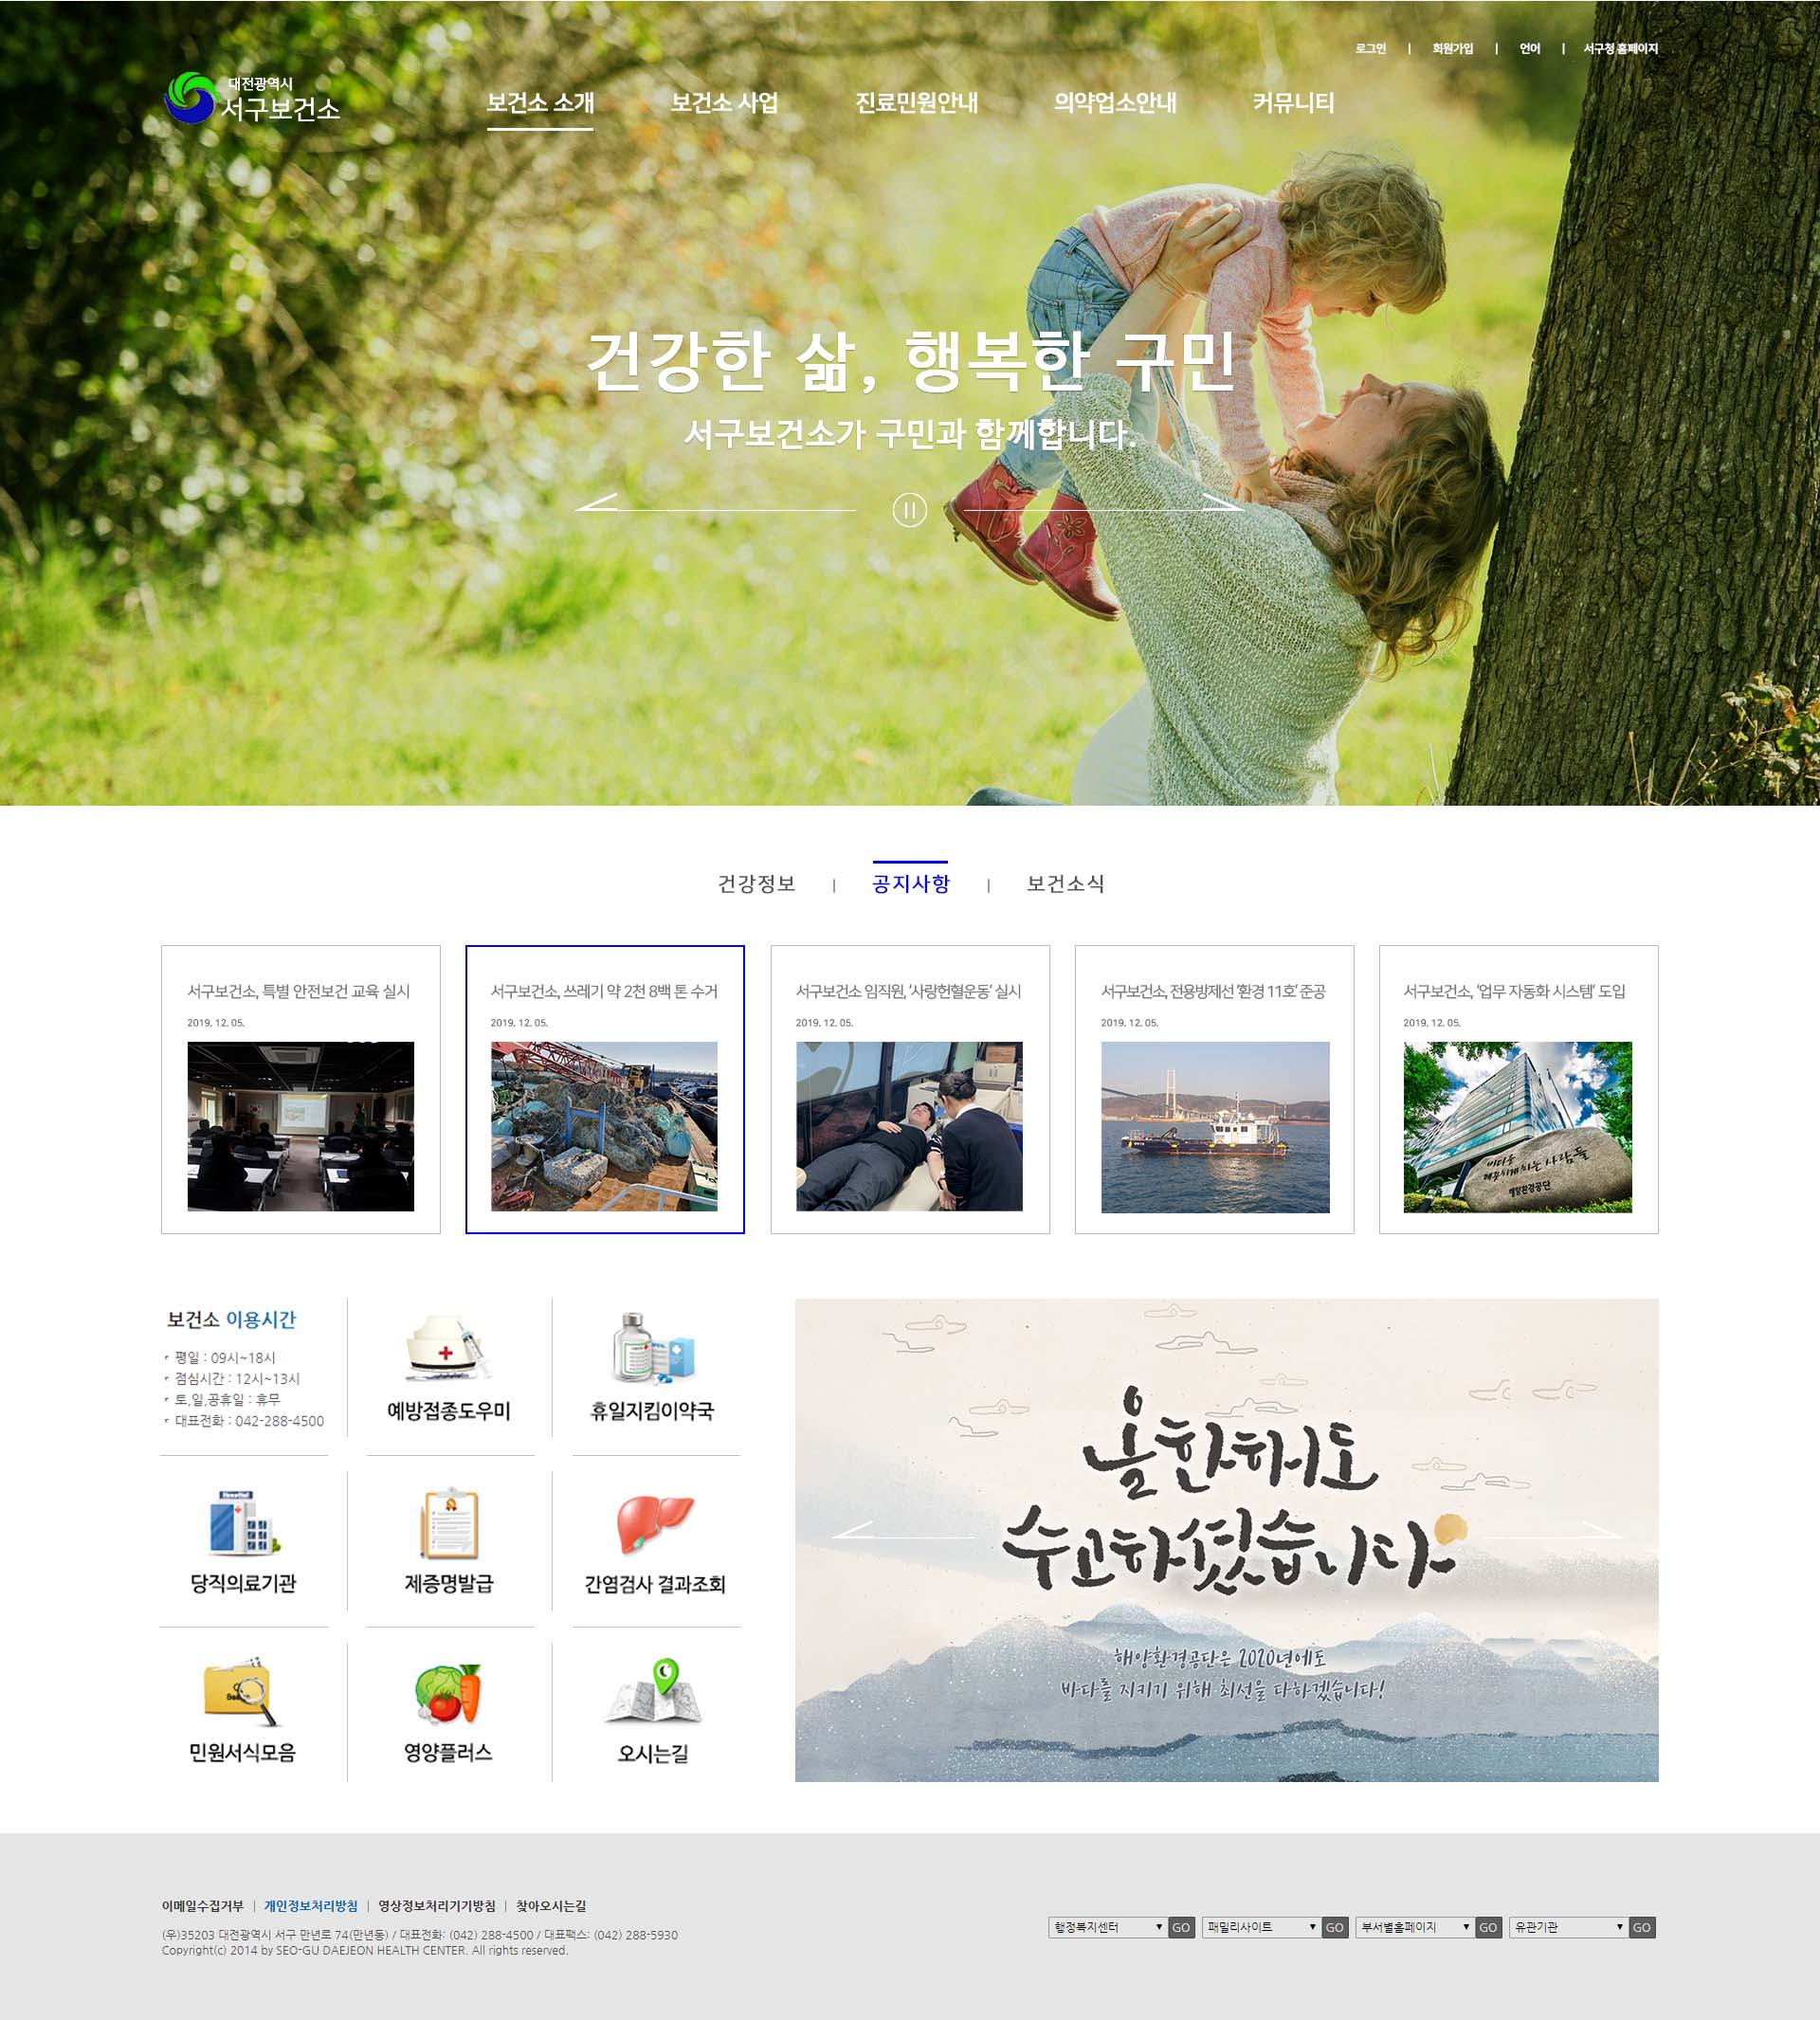 로그인 | 회원가입 | 언어 | 서구청 홈페이지
대전광역시
서구보건소
보건소 소개 보건소 사업 진료민원안내 의약업소안내 커뮤니티
건강한 삶, 행복한 구민
서구보건소가 구민과 함께합니다.
건강정보 | 공지사항 | 보건소식
서구보건소, 특별 안전보건 교육 실시
2019. 12. 05.
서구보건소, 쓰레기 약 2천 8백 톤 수거
2019. 12. 05.
서구보건소 임직원, ‘사랑헌혈운동’ 실시
2019. 12. 05.
서구보건소, 전용방제선 ‘환경 11호’ 준공
2019. 12. 05.
서구보건소, ‘업무 자동화 시스템’ 도입
2019. 12. 05.
해양환경공단
보건소 이용시간
평일 : 09시~18시
점심시간 : 12시~13시
토,일,공휴일 : 휴무
대표전화 : 042-288-4500
예방접종도우미
휴일지킴이약국
Hospital
당직의료기관
제증명발급
간염검사 결과조회
민원서식모음
영양플러스
오시는길
올 한해도
수고하셨습니다
해양환경공단은 2020년에도
바다를 지키기 위해 최선을 다하겠습니다!
이메일수집거부 | 개인정보처리방침 | 영상정보처리기기방침 | 찾아오시는길
(우)35203 대전광역시 서구 만년로 74(만년동) / 대표전화: (042) 288-4500 / 대표팩스: (042) 288-5930
Copyright(c) 2014 by SEO-GU DAEJEON HEALTH CENTER. All rights reserved.
행정복지센터 GO 패밀리사이트 GO 부서별홈페이지 GO 유관기관 GO